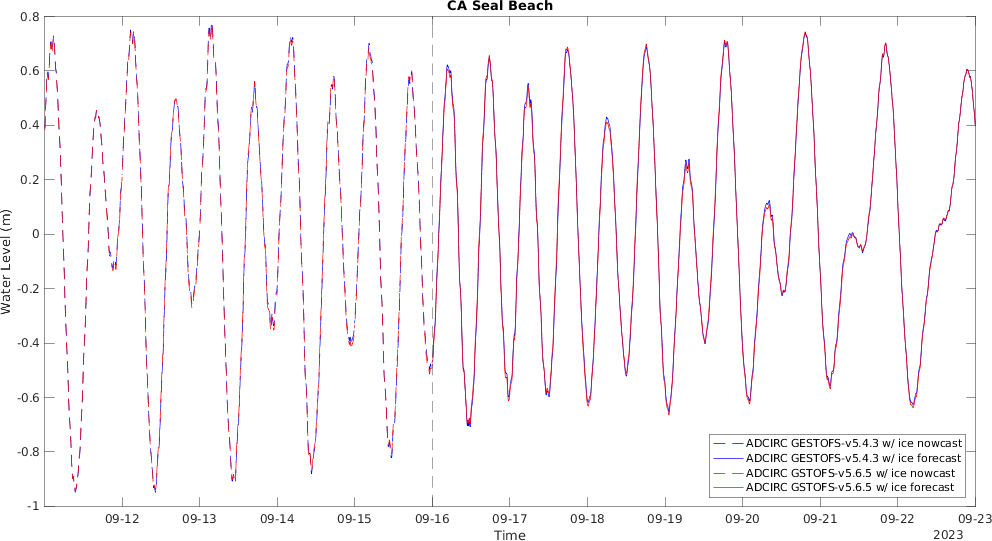 CA Seal Beach
0.8
0.6
0.4
0.2
0
-0.2
-0.4
-0.6
-0.8
-1
Water Level (m)
ADCIRC GESTOFS-v5.4.3 w/ ice nowcast
ADCIRC GESTOFS-v5.4.3 w/ ice forecast
ADCIRC GSTOFS-v5.6.5 w/ ice nowcast
ADCIRC GSTOFS-v5.6.5 w/ ice forecast
09-12 09-13 09-14 09-15 09-16 09-17 09-18 09-19 09-20 09-21 09-22 09-23
Time
2023